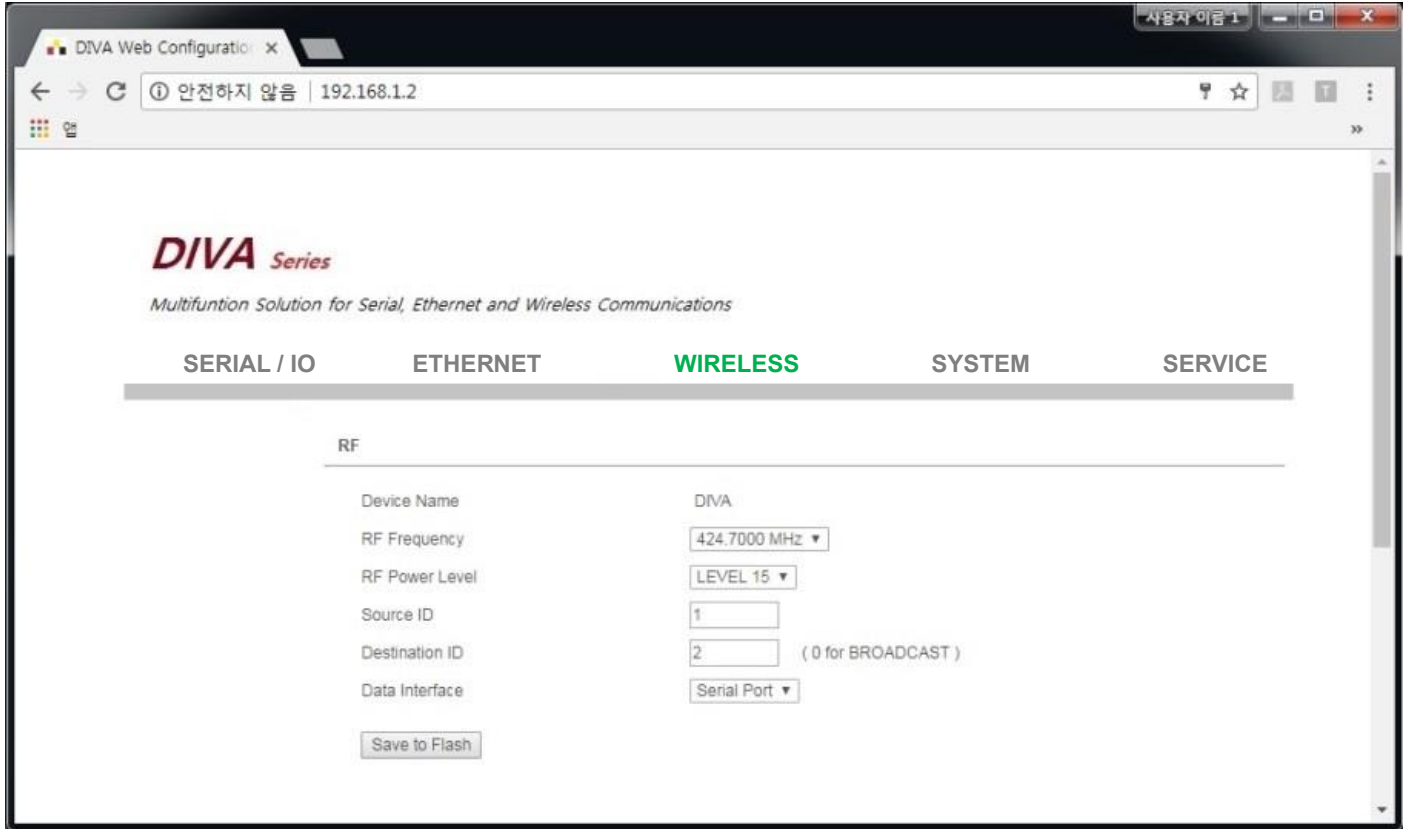 사용자 이름 1
DIVA Web Configuration
안전하지 않음 | 192.168.1.2
앱
DIVA Series
Multifuntion Solution for Serial, Ethernet and Wireless Communications
SERIAL / IO ETHERNET WIRELESS SYSTEM SERVICE
RF
Device Name DIVA
RF Frequency 424.7000 MHz
RF Power Level LEVEL 15
Source ID 1
Destination ID 2 ( 0 for BROADCAST )
Data Interface Serial Port
Save to Flash